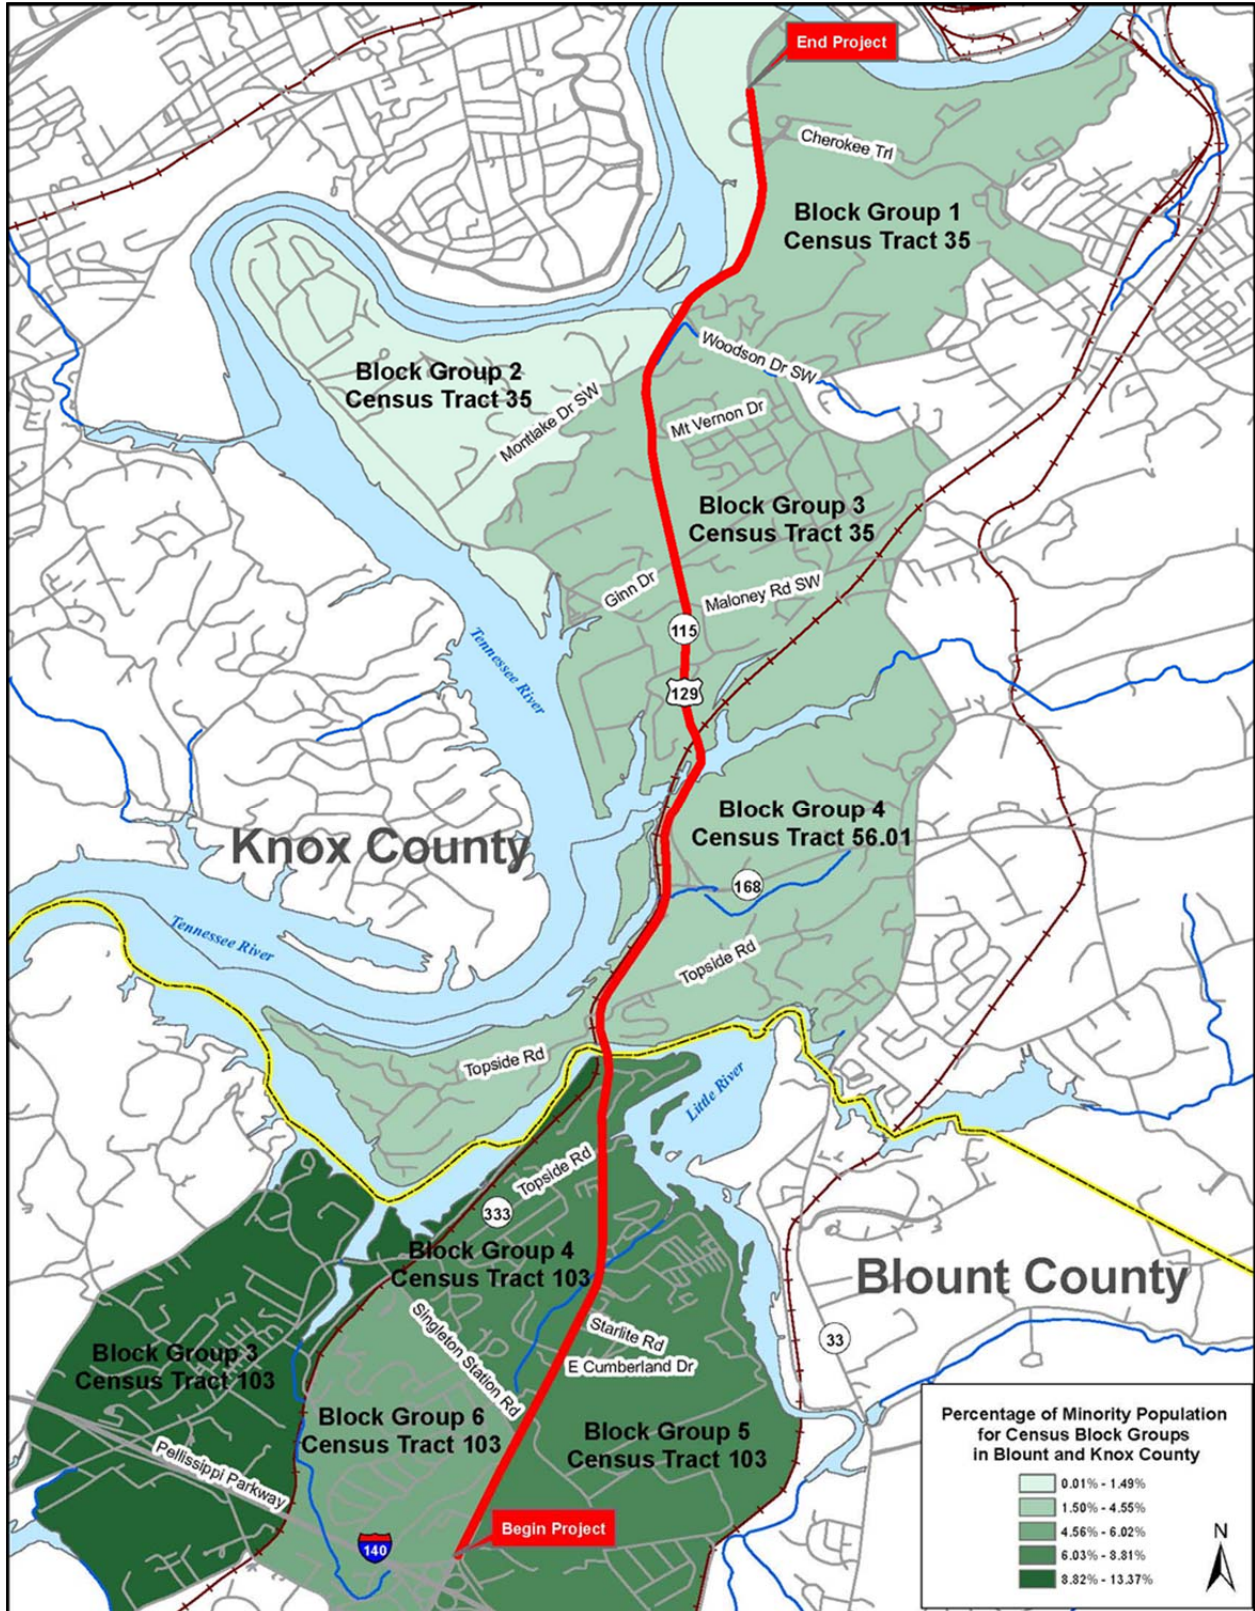 End Project
Cherokee Trl
Block Group 1
Census Tract 35
Woodson Dr SW
Block Group 2
Census Tract 35
Montlake Dr SW
Mt Vernon Dr
Block Group 3
Census Tract 35
Ginn Dr
Maloney Rd SW
115
Tennessee River
129
Block Group 4
Census Tract 56.01
Knox County
168
Tennessee River
Topside Rd
Topside Rd
Little River
Topside Rd
333
Block Group 4
Census Tract 103
Blount County
Singleton Station Rd
Starlite Rd
33
E Cumberland Dr
Block Group 3
Census Tract 103
Block Group 6
Census Tract 103
Block Group 5
Census Tract 103
Pellissippi Parkway
Begin Project
140
Percentage of Minority Population
for Census Block Groups
in Blount and Knox County
0.01% - 1.49%
1.50% - 4.55%
4.56% - 6.02%
6.03% - 8.81%
8.82% - 13.37%
N